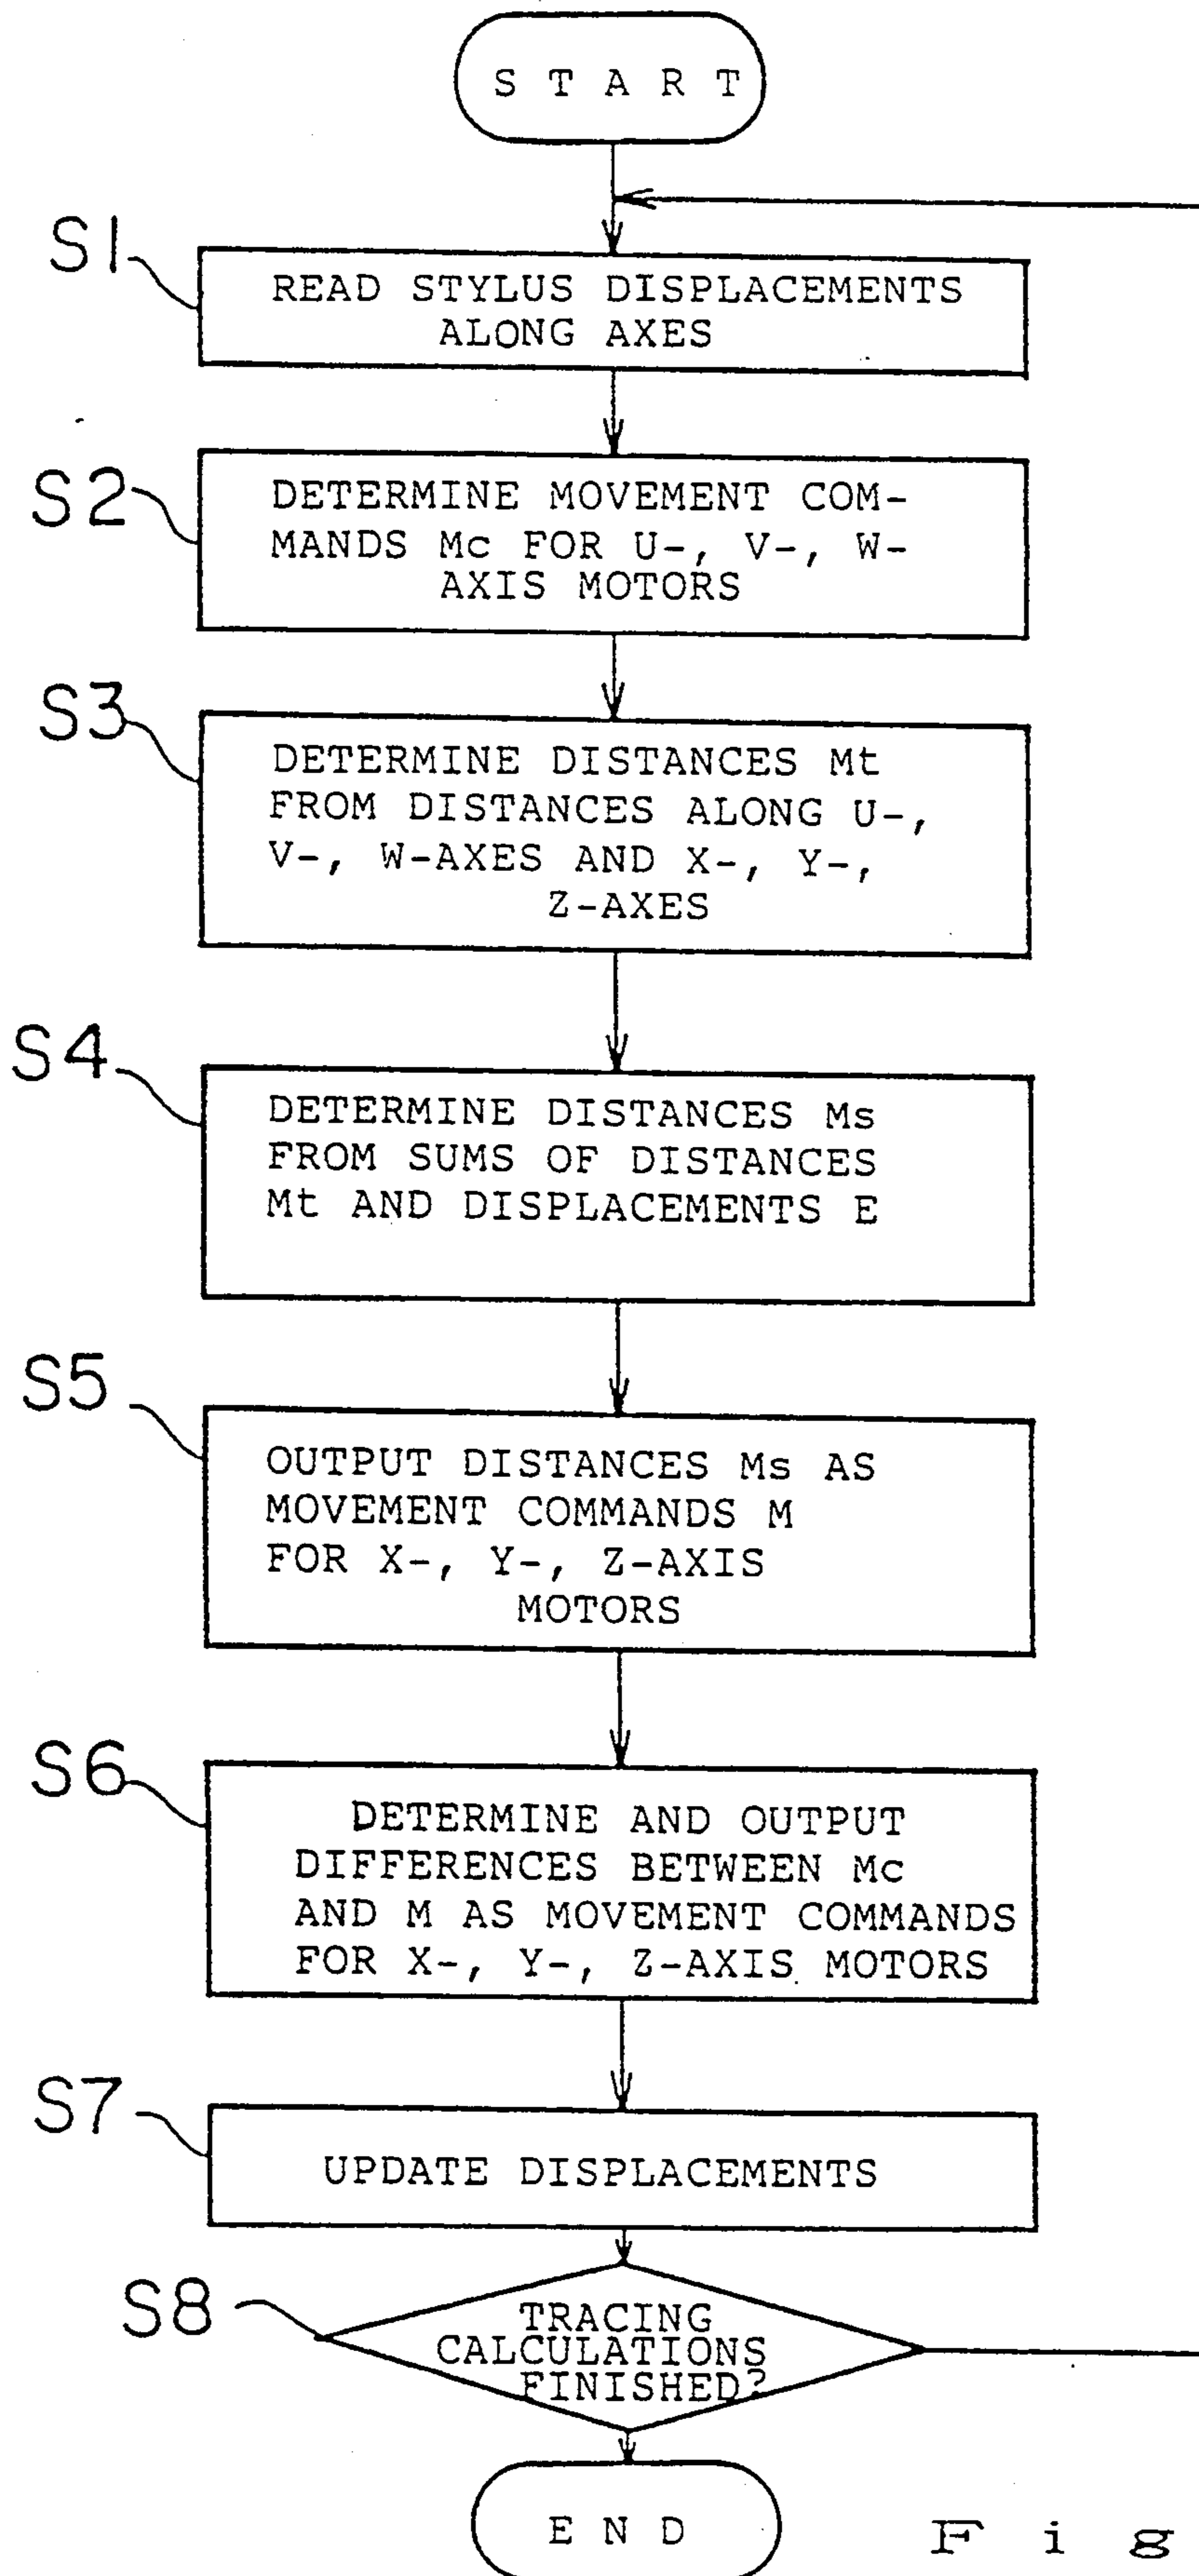 START
S1
READ STYLUS DISPLACEMENTS
ALONG AXES
S2
DETERMINE MOVEMENT COM-
MANDS Mc FOR U-, V-, W-
AXIS MOTORS
S3
DETERMINE DISTANCES Mt
FROM DISTANCES ALONG U-,
V-, W-AXES AND X-, Y-,
Z-AXES
S4
DETERMINE DISTANCES Ms
FROM SUMS OF DISTANCES
Mt AND DISPLACEMENTS E
S5
OUTPUT DISTANCES Ms AS
MOVEMENT COMMANDS M
FOR X-, Y-, Z-AXIS
MOTORS
S6
DETERMINE AND OUTPUT
DIFFERENCES BETWEEN Mc
AND M AS MOVEMENT COMMANDS
FOR X-, Y-, Z-AXIS MOTORS
S7
UPDATE DISPLACEMENTS
S8
TRACING
CALCULATIONS
FINISHED?
END
Fig